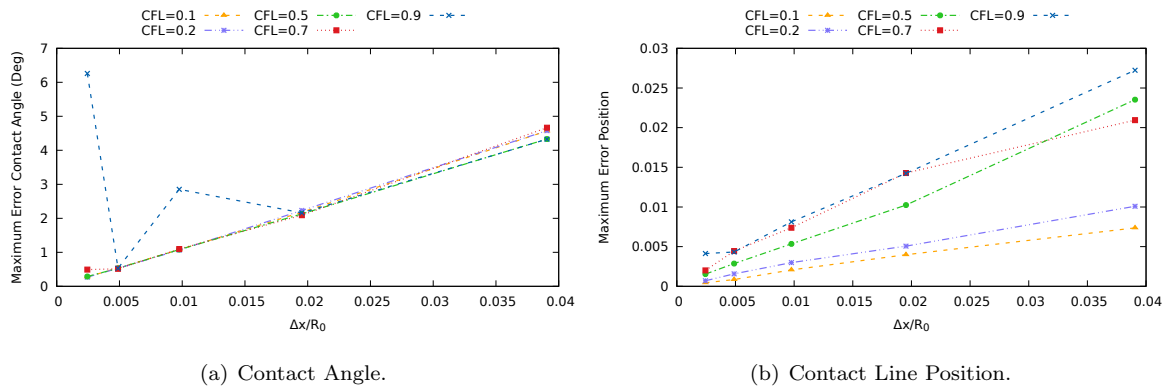 CFL=0.1 CFL=0.5 CFL=0.9
CFL=0.2 CFL=0.7
Maximum Error Contact Angle (Deg)
7
6
5
4
3
2
1
0
0 0.005 0.01 0.015 0.02 0.025 0.03 0.035 0.04
Δx/R₀
(a) Contact Angle.
CFL=0.1 CFL=0.5 CFL=0.9
CFL=0.2 CFL=0.7
Maximum Error Position
0.03
0.025
0.02
0.015
0.01
0.005
0
0 0.005 0.01 0.015 0.02 0.025 0.03 0.035 0.04
Δx/R₀
(b) Contact Line Position.